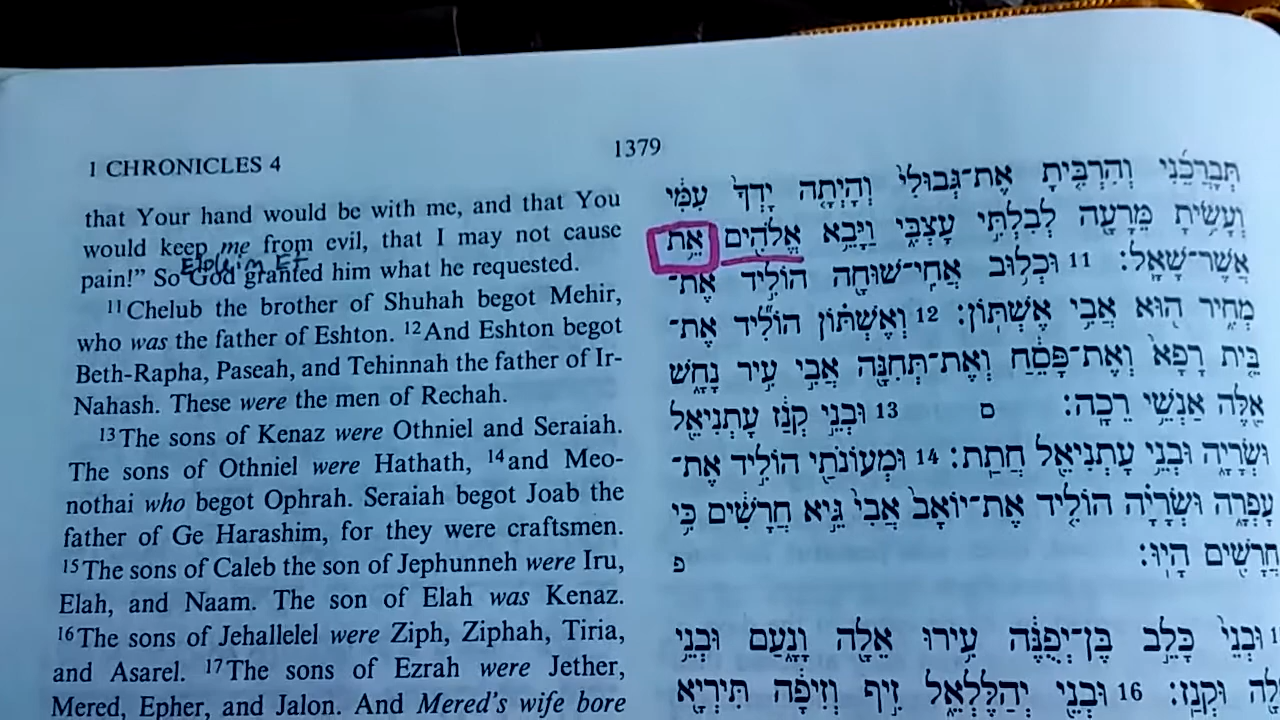 1 CHRONICLES 4
1379
that Your hand would be with me, and that You
would keep me from evil, that I may not cause
Elohim ET
pain!” So God granted him what he requested.
11 Chelub the brother of Shuhah begot Mehir,
who was the father of Eshton. 12 And Eshton begot
Beth-Rapha, Paseah, and Tehinnah the father of Ir-
Nahash. These were the men of Rechah.
13 The sons of Kenaz were Othniel and Seraiah.
The sons of Othniel were Hathath, 14 and Meo-
nothai who begot Ophrah. Seraiah begot Joab the
father of Ge Harashim, for they were craftsmen.
15 The sons of Caleb the son of Jephunneh were Iru,
Elah, and Naam. The son of Elah was Kenaz.
16 The sons of Jehallelel were Ziph, Ziphah, Tiria,
and Asarel. 17 The sons of Ezrah were Jether,
Mered, Epher, and Jalon. And Mered’s wife bore
תְּבָרֲכֵ֜נִי וְהִרְבִּ֤יתָ אֶת־גְּבוּלִי֙ וְהָיְתָ֤ה יָדְךָ֙ עִמִּ֔י
וְעָשִׂ֥יתָ מֵּרָעָ֖ה לְבִלְתִּ֣י עָצְבִּ֑י וַיָּבֵ֥א אֱלֹהִ֖ים אֵ֥ת
אֲשֶׁר־שָׁאָֽל׃ 11 וּכְל֥וּב אֲחִֽי־שׁוּחָ֖ה הוֹלִ֣יד אֶת־
מְחִ֑יר ה֖וּא אֲבִ֥י אֶשְׁתּֽוֹן׃ 12 וְאֶשְׁתּ֗וֹן הוֹלִ֞יד אֶת־
בֵּ֤ית רָפָא֙ וְאֶת־פָּסֵ֔חַ וְאֶת־תְּחִנָּ֖ה אֲבִ֣י עִ֣יר נָחָ֑שׁ
אֵ֖לֶּה אַנְשֵׁ֥י רֵכָֽה׃ ס 13 וּבְנֵ֣י קְנַ֔ז עָתְנִיאֵ֖ל
וּשְׂרָיָ֑ה וּבְנֵ֥י עָתְנִיאֵ֖ל חֲתַֽת׃ 14 וּמְעוֹנֹתַ֖י הוֹלִ֣יד אֶת־
עָפְרָ֑ה וּשְׂרָיָ֗ה הוֹלִ֤יד אֶת־יוֹאָב֙ אֲבִי֙ גֵּ֣יא חֲרָשִׁ֔ים כִּ֥י
חֲרָשִׁ֖ים הָיֽוּ׃ פ
וּבְנֵי֙ כָּלֵ֣ב בֶּן־יְפֻנֶּ֔ה עִ֥ירוּ אֵלָ֖ה וָנָ֑עַם וּבְנֵ֥י
וּקְנַֽז׃ 16 וּבְנֵ֖י יְהַלֶּלְאֵ֑ל זִ֣יף וְזִיפָ֔ה תִּירְיָ֖א